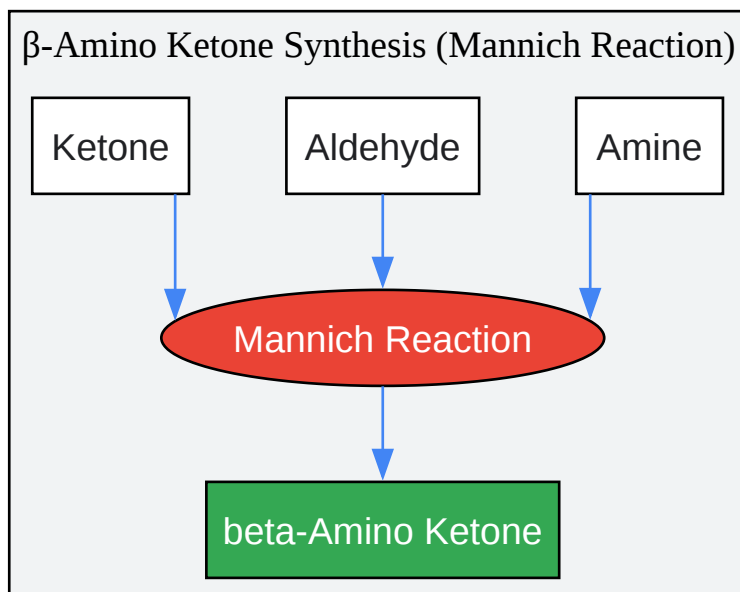 β-Amino Ketone Synthesis (Mannich Reaction)
Ketone
Aldehyde
Amine
Mannich Reaction
beta-Amino Ketone